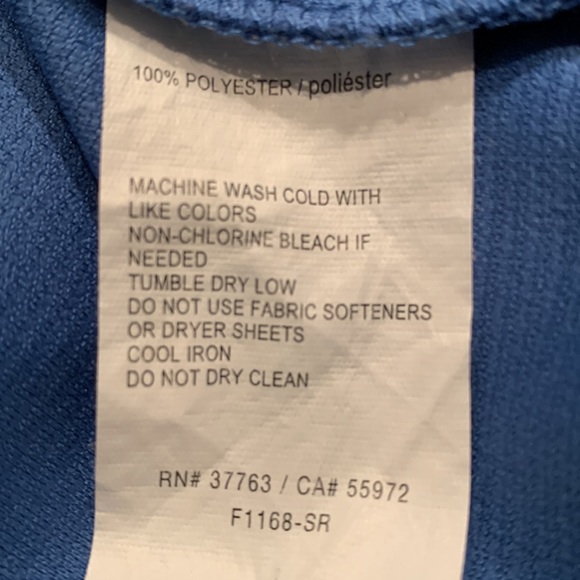 100% POLYESTER / poliéster
MACHINE WASH COLD WITH
LIKE COLORS
NON-CHLORINE BLEACH IF
NEEDED
TUMBLE DRY LOW
DO NOT USE FABRIC SOFTENERS
OR DRYER SHEETS
COOL IRON
DO NOT DRY CLEAN
RN# 37763 / CA# 55972
F1168-SR